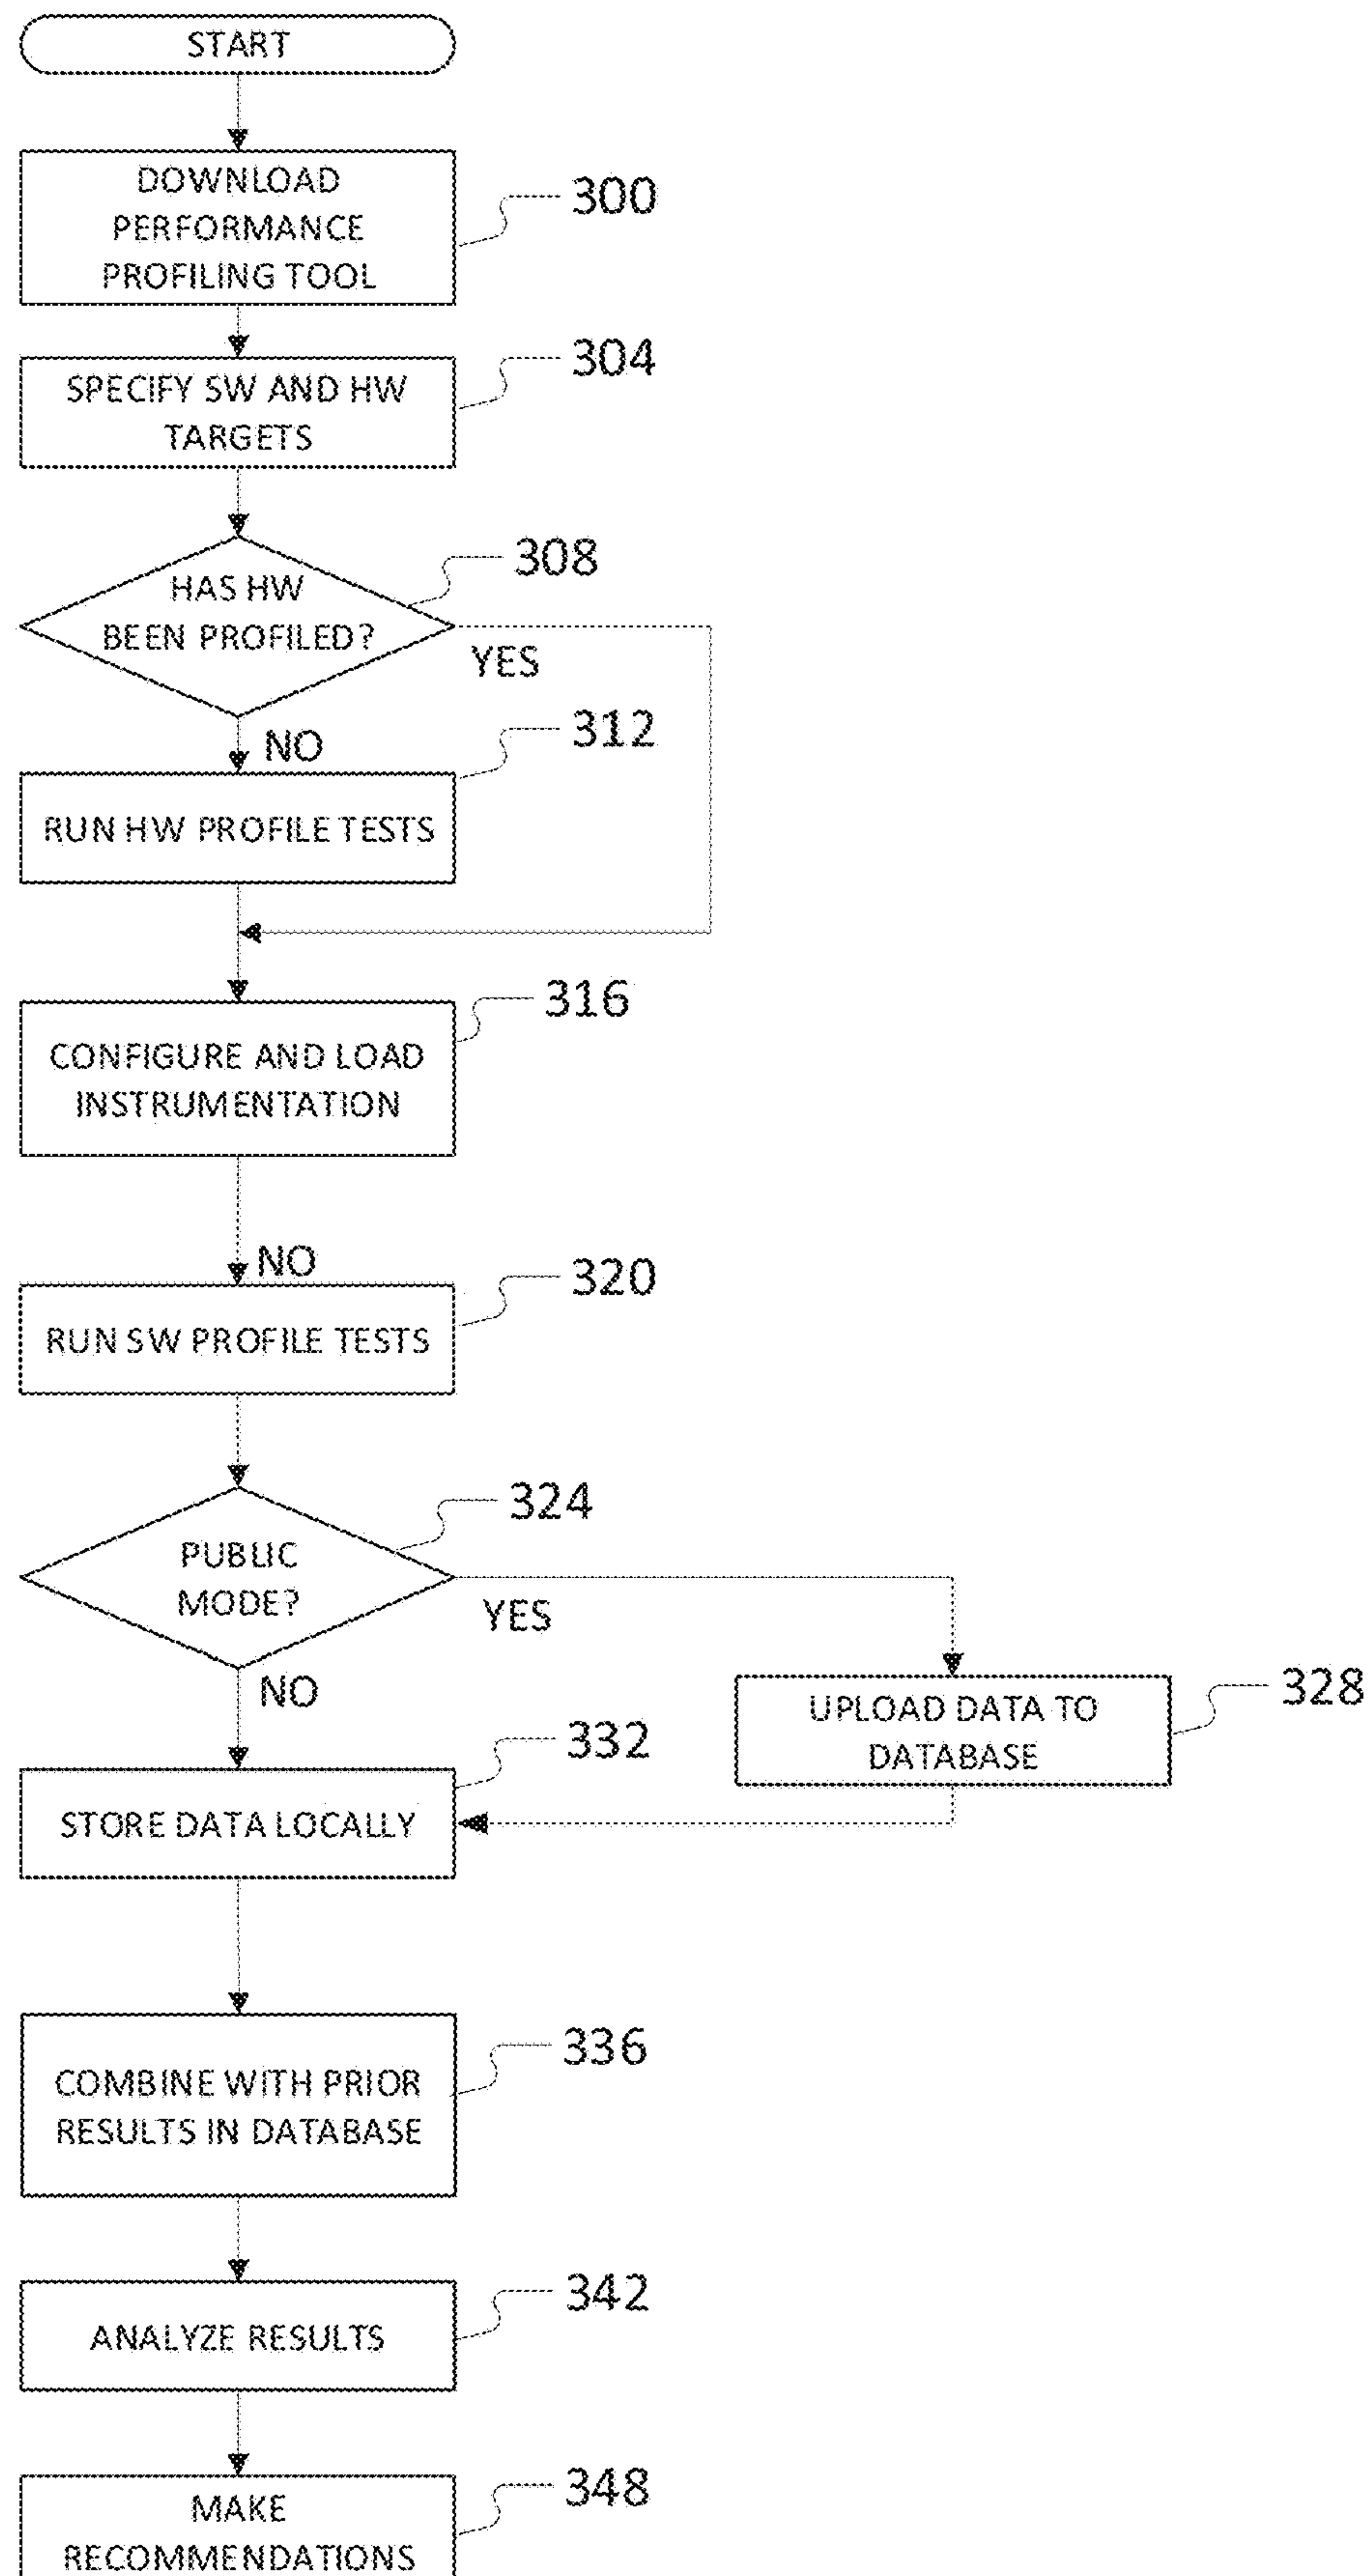 START
DOWNLOAD
PERFORMANCE
PROFILING TOOL
300
SPECIFY SW AND HW
TARGETS
304
HAS HW
BEEN PROFILED?
308
YES
NO
312
RUN HW PROFILE TESTS
316
CONFIGURE AND LOAD
INSTRUMENTATION
NO
320
RUN SW PROFILE TESTS
324
PUBLIC
MODE?
YES
NO
328
UPLOAD DATA TO
DATABASE
332
STORE DATA LOCALLY
336
COMBINE WITH PRIOR
RESULTS IN DATABASE
342
ANALYZE RESULTS
348
MAKE
RECOMMENDATIONS